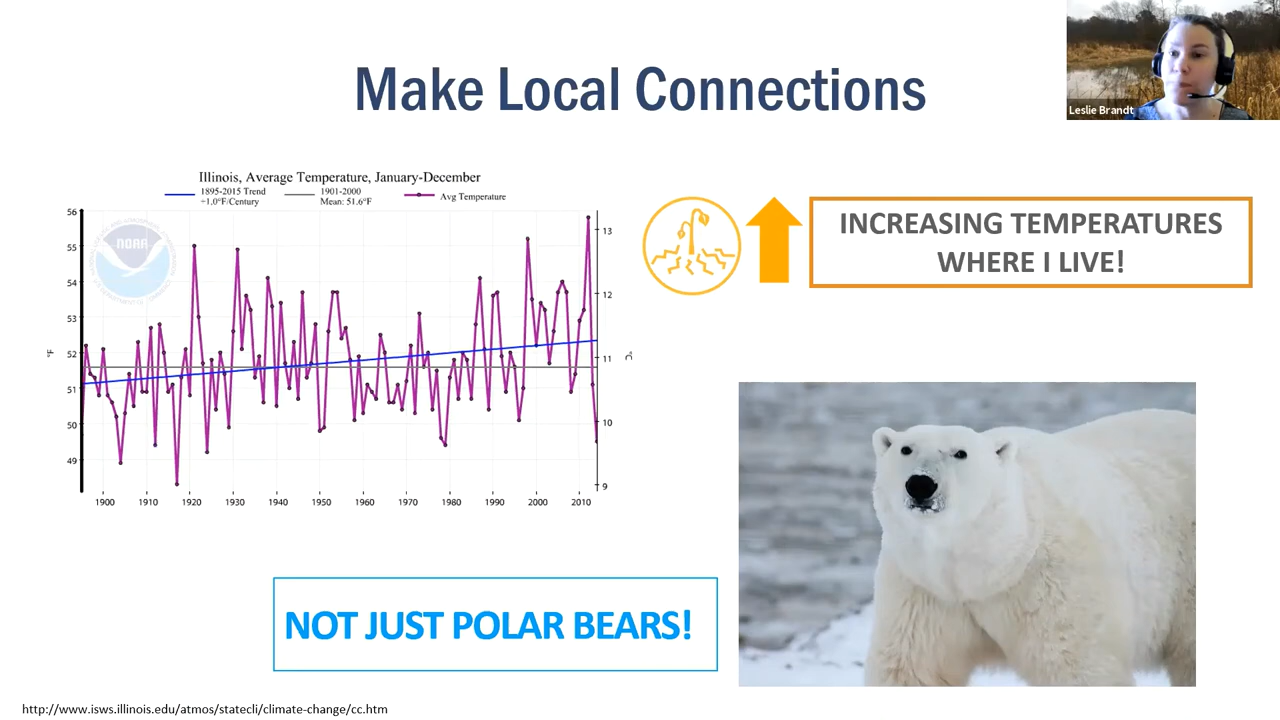 Make Local Connections
Leslie Brandt
Illinois, Average Temperature, January-December
1895-2015 Trend
+1.0°F/Century
1901-2000
Mean: 51.6°F
Avg Temperature
NOAA
°F
56
55
54
53
52
51
50
49
°C
13
12
11
10
9
1900 1910 1920 1930 1940 1950 1960 1970 1980 1990 2000 2010
INCREASING TEMPERATURES
WHERE I LIVE!
NOT JUST POLAR BEARS!
http://www.isws.illinois.edu/atmos/statecli/climate-change/cc.htm